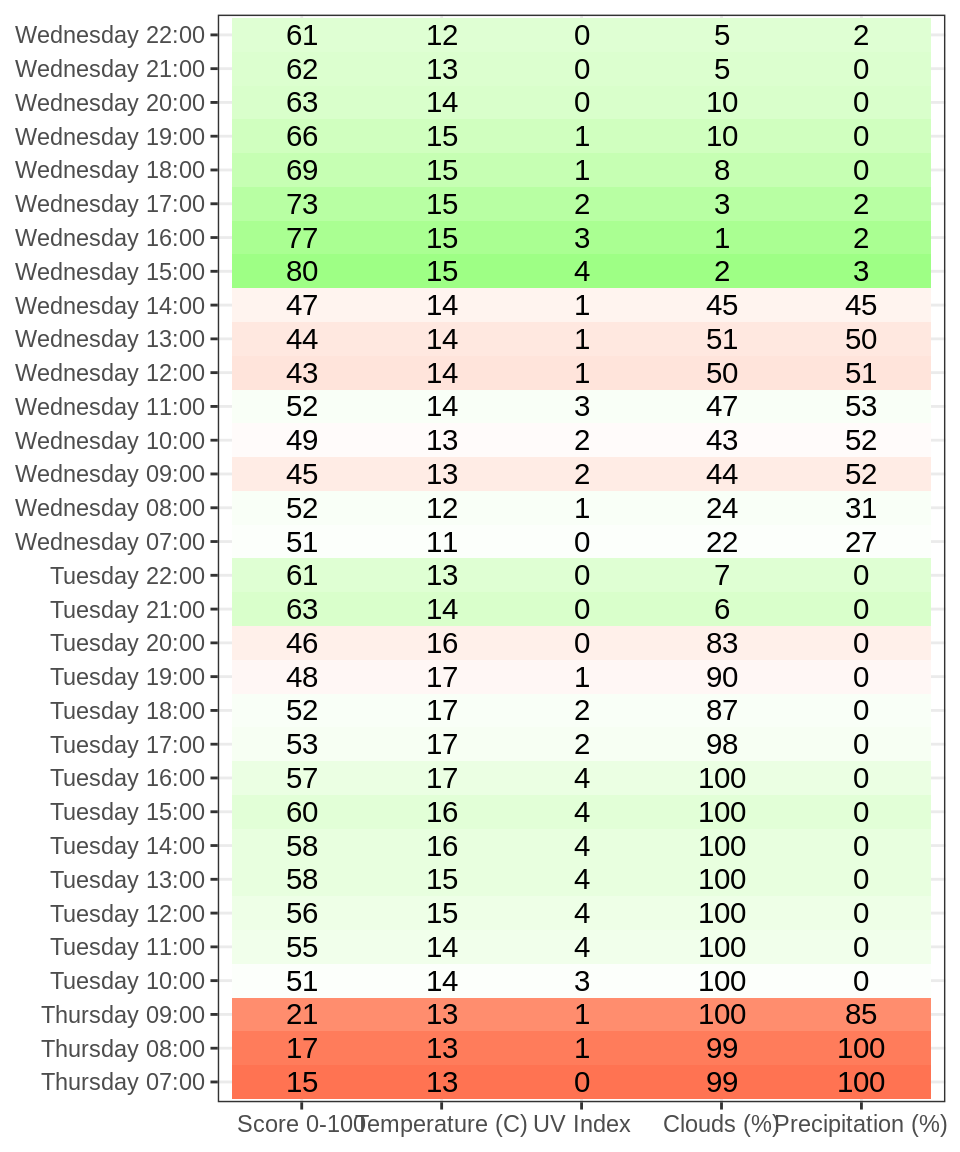 Wednesday 22:00 61 12 0 5 2
Wednesday 21:00 62 13 0 5 0
Wednesday 20:00 63 14 0 10 0
Wednesday 19:00 66 15 1 10 0
Wednesday 18:00 69 15 1 8 0
Wednesday 17:00 73 15 2 3 2
Wednesday 16:00 77 15 3 1 2
Wednesday 15:00 80 15 4 2 3
Wednesday 14:00 47 14 1 45 45
Wednesday 13:00 44 14 1 51 50
Wednesday 12:00 43 14 1 50 51
Wednesday 11:00 52 14 3 47 53
Wednesday 10:00 49 13 2 43 52
Wednesday 09:00 45 13 2 44 52
Wednesday 08:00 52 12 1 24 31
Wednesday 07:00 51 11 0 22 27
Tuesday 22:00 61 13 0 7 0
Tuesday 21:00 63 14 0 6 0
Tuesday 20:00 46 16 0 83 0
Tuesday 19:00 48 17 1 90 0
Tuesday 18:00 52 17 2 87 0
Tuesday 17:00 53 17 2 98 0
Tuesday 16:00 57 17 4 100 0
Tuesday 15:00 60 16 4 100 0
Tuesday 14:00 58 16 4 100 0
Tuesday 13:00 58 15 4 100 0
Tuesday 12:00 56 15 4 100 0
Tuesday 11:00 55 14 4 100 0
Tuesday 10:00 51 14 3 100 0
Thursday 09:00 21 13 1 100 85
Thursday 08:00 17 13 1 99 100
Thursday 07:00 15 13 0 99 100
Score 0-100 Temperature (C) UV Index Clouds (%) Precipitation (%)